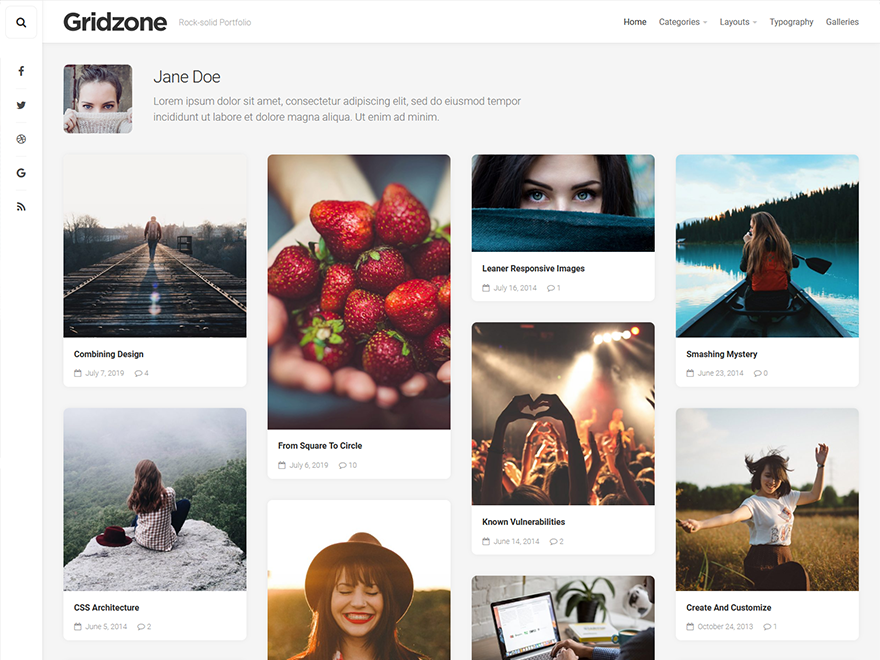 Gridzone
Rock-solid Portfolio
Home
Categories
Layouts
Typography
Galleries
Jane Doe
Lorem ipsum dolor sit amet, consectetur adipiscing elit, sed do eiusmod tempor
incididunt ut labore et dolore magna aliqua. Ut enim ad minim.
Combining Design
July 7, 2019 4
From Square To Circle
July 6, 2019 10
Leaner Responsive Images
July 16, 2014 1
Smashing Mystery
June 23, 2014 0
CSS Architecture
June 5, 2014 2
Known Vulnerabilities
June 14, 2014 2
Create And Customize
October 24, 2013 1